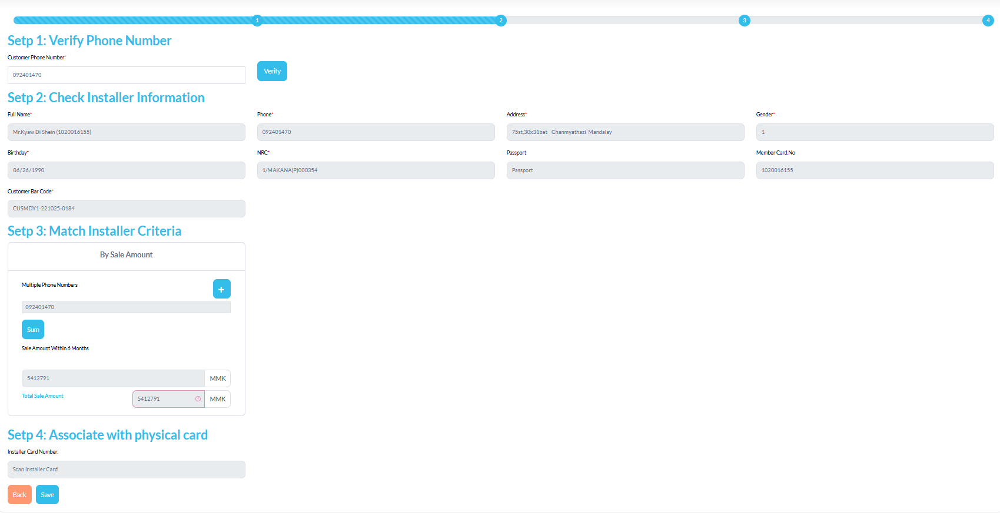 1 2 3 4
Setp 1: Verify Phone Number
Customer Phone Number*
092401470
Verify
Setp 2: Check Installer Information
Full Name* Phone* Address* Gender*
Mr.Kyaw Di Shein (1020016155) 092401470 75st,30x31bet Chanmyathazi Mandalay 1
Birthday* NRC* Passport Member Card.No
06/26/1990 1/MAKANA(P)000354 Passport 1020016155
Customer Bar Code*
CUSMDY1-221025-0184
Setp 3: Match Installer Criteria
By Sale Amount
Multiple Phone Numbers
+
092401470
Sum
Sale Amount Within 6 Months
5412791 MMK
Total Sale Amount 5412791 MMK
Setp 4: Associate with physical card
Installer Card Number:
Scan Installer Card
Back Save